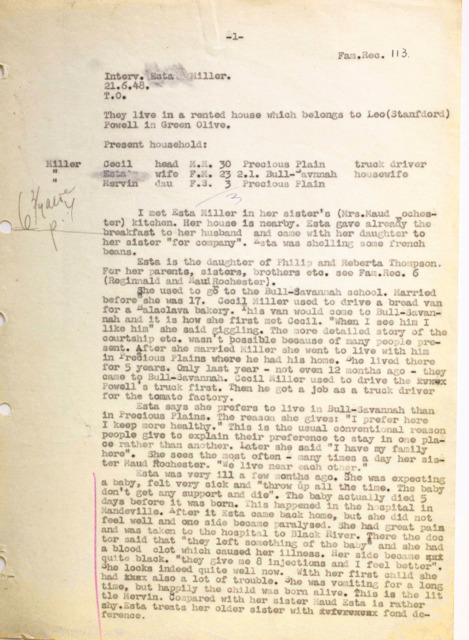 -1-
Fam.Rec. 113.
Interv. Esta Miller.
21.6.48.
T.O.
They live in a rented house which belongs to Leo(Stanfdord)
Powell in Green Olive.
Present household:
Miller Cecil head M.M. 30 Precious Plain truck driver
" Esta wife F.M. 23 2.1. Bull-Savannah housewife
" Mervin dau F.S. 3 Precious Plain
3
I met Esta Miller in her sister's (Mrs.Maud Roches-
ter) kitchen. Her house is nearby. Esta gave already the
breakfast to her husband and came with her daughter to
her sister "for company". Esta was shelling some french
beans.
Esta is the daughter of Philip and Reberta Thompson.
For her parents, sisters, brothers etc. see Fam.Rec. 6
(Reginnald and Maud Rochester).
She used to go to the Bull-Savannah school. Married
before she was 17. Cecil Miller used to drive a bread van
for a Balaclava bakery. This van would come to Bull-Savan-
nah and it is how she first met Cecil. "When I see him I
like him" she said giggling. The more detailed story of the
courtship etc. wasn't possible because of many people pre-
sent. After she married Miller she went to live with him
in Precious Plains where he had his home. She lived there
for 5 years. Only last year - not even 12 months ago - they
came to Bull-Savannah. Cecil Miller used to drive the
Powell's truck first. Then he got a job as a truck driver
for the tomato factory.
Esta says she prefers to live in Bull-Savannah than
in Precious Plains. The reason she gives: "I prefer here
I keep more healthy." This is the usual conventional reason
people give to explain their preference to stay in one pla-
ce rather than another. Later she said "I have my family
here". She sees the most often - many times a day her sis-
ter Maud Rochester. "We live near each other."
Esta was very ill a few months ago. She was expecting
a baby, felt very sick and "throw up all the time. The baby
don't get any support and die". The baby actually died 5
days before it was born. This happened in the hospital in
Mandeville. After it Esta came back home, but she did not
feel well and one side became paralysed. She had great pain
and was taken to the hospital to Black River. There the doc
tor said that "they left something of the baby" and she had
a blood clot which caused her illness. Her side became
quite black. "they give me 8 injections and I feel better".
She looks indeed quite well now. With her first child she
had also a lot of trouble. She was vomiting for a long
time, but happily the child was born alive. This is the lit
tle Mervin. Compared with her sister Maud Esta is rather
shy.Esta treats her older sister with fond de-
ference.